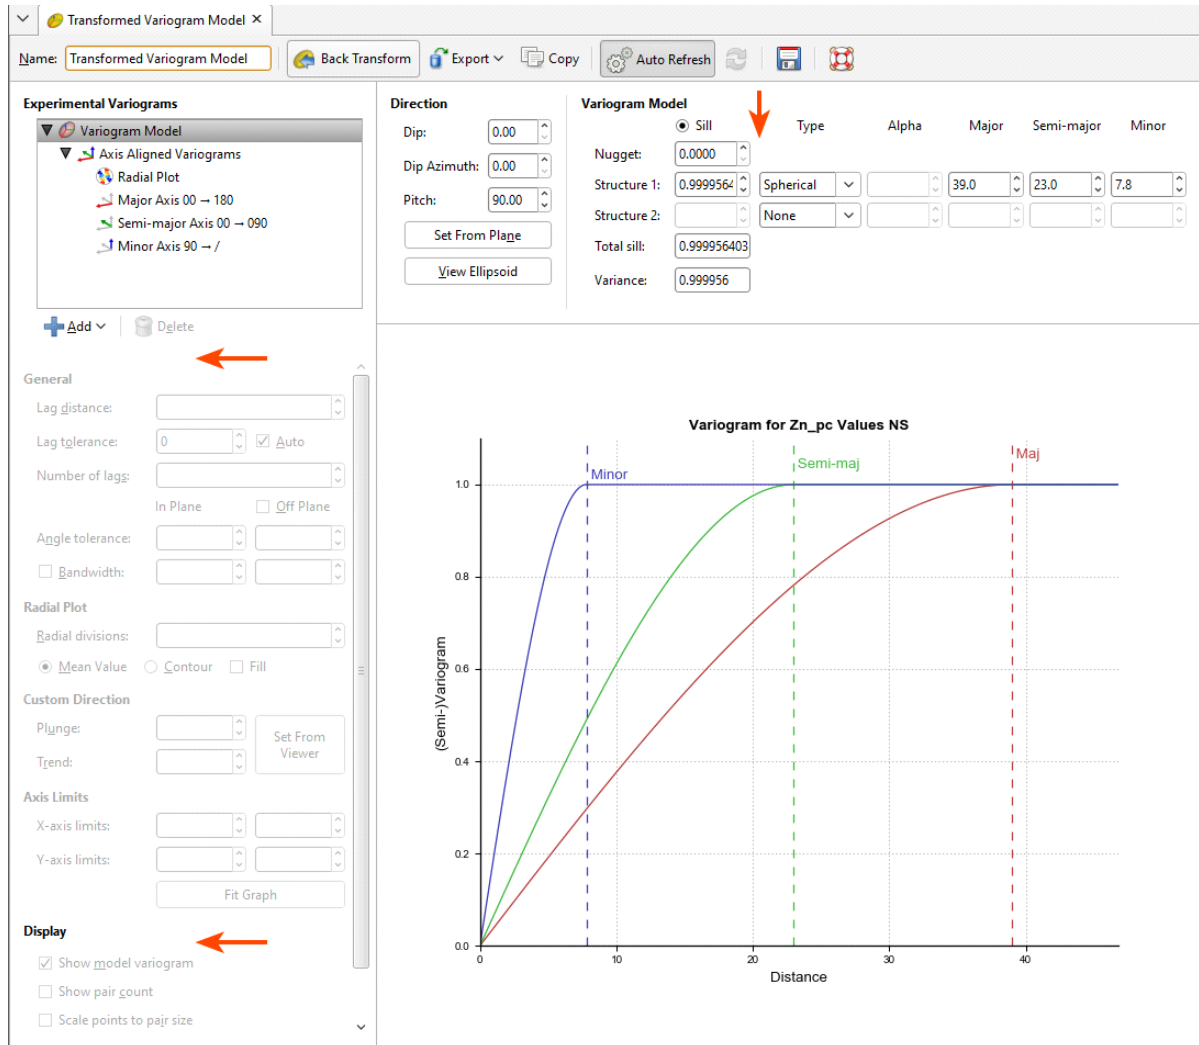 Transformed Variogram Model
Name: Transformed Variogram Model Back Transform Export Copy Auto Refresh
Experimental Variograms
Variogram Model
Axis Aligned Variograms
Radial Plot
Major Axis 00 → 180
Semi-major Axis 00 → 090
Minor Axis 90 → /
Add Delete
General
Lag distance:
Lag tolerance: 0 Auto
Number of lags:
In Plane Off Plane
Angle tolerance:
Bandwidth:
Radial Plot
Radial divisions:
Mean Value Contour Fill
Custom Direction
Plunge:
Trend:
Set From
Viewer
Axis Limits
X-axis limits:
Y-axis limits:
Fit Graph
Display
Show model variogram
Show pair count
Scale points to pair size
Direction
Dip: 0.00
Dip Azimuth: 0.00
Pitch: 90.00
Set From Plane
View Ellipsoid
Variogram Model
Sill Type Alpha Major Semi-major Minor
Nugget: 0.0000
Structure 1: 0.9999564 Spherical 39.0 23.0 7.8
Structure 2: None
Total sill: 0.999956403
Variance: 0.999956
Variogram for Zn_pc Values NS
Minor
Semi-maj
Maj
(Semi-)Variogram
1.0
0.8
0.6
0.4
0.2
0.0
0 10 20 30 40
Distance